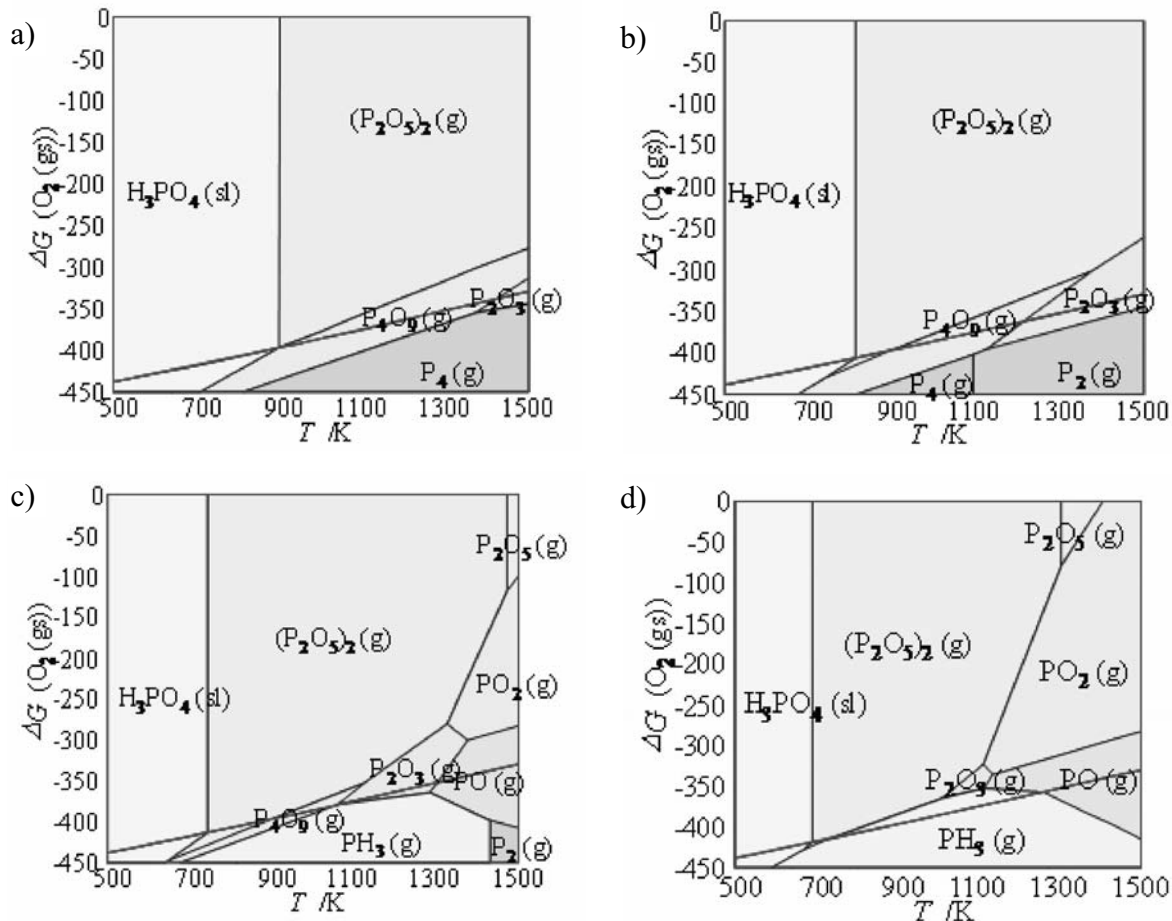 a)
0
-50
-100
-150
-200
-250
-300
-350
-400
-450
ΔG (O₂(gs))
H₃PO₄(sl)
(P₂O₅)₂(g)
P₂O₃(g)
P₄O₉(g)
P₄(g)
500 700 900 1100 1300 1500
T /K
b)
0
-50
-100
-150
-200
-250
-300
-350
-400
-450
ΔG (O₂(gs))
H₃PO₄(sl)
(P₂O₅)₂(g)
P₂O₃(g)
P₄O₉(g)
P₄(g)
P₂(g)
500 700 900 1100 1300 1500
T /K
c)
0
-50
-100
-150
-200
-250
-300
-350
-400
-450
ΔG (O₂(gs))
P₂O₅(g)
(P₂O₅)₂(g)
H₃PO₄(sl)
PO₂(g)
P₂O₃(g)
PO(g)
P₄O₉(g)
PH₃(g)
P₂(g)
500 700 900 1100 1300 1500
T /K
d)
0
-50
-100
-150
-200
-250
-300
-350
-400
-450
ΔG (O₂(gs))
P₂O₅(g)
(P₂O₅)₂(g)
PO₂(g)
H₃PO₄(sl)
P₂O₃(g)
PO(g)
PH₃(g)
500 700 900 1100 1300 1500
T /K